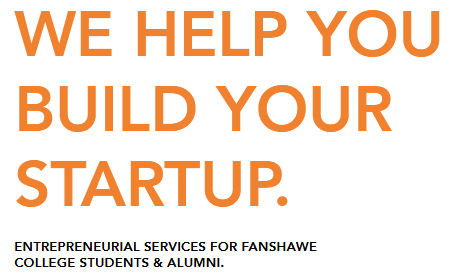 WE HELP YOU
BUILD YOUR
STARTUP.
ENTREPRENEURIAL SERVICES FOR FANSHAWE
COLLEGE STUDENTS & ALUMNI.